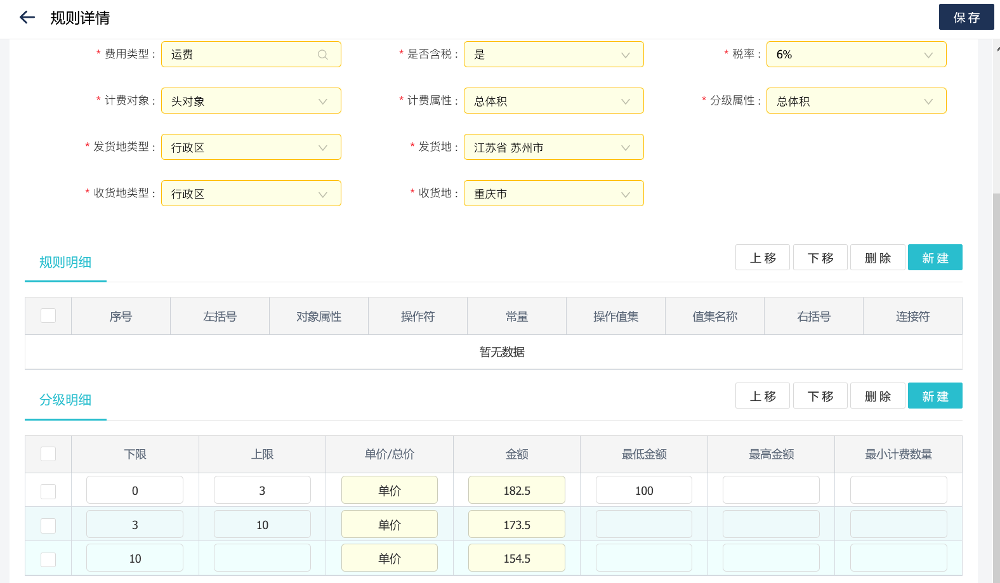 规则详情 保存
* 费用类型 : 运费 * 是否含税 : 是 * 税率 : 6%
* 计费对象 : 头对象 * 计费属性 : 总体积 * 分级属性 : 总体积
* 发货地类型 : 行政区 * 发货地 : 江苏省 苏州市
* 收货地类型 : 行政区 * 收货地 : 重庆市
规则明细 上移 下移 删除 新建
序号 左括号 对象属性 操作符 常量 操作值集 值集名称 右括号 连接符
暂无数据
分级明细 上移 下移 删除 新建
下限 上限 单价/总价 金额 最低金额 最高金额 最小计费数量
0 3 单价 182.5 100
3 10 单价 173.5
10 单价 154.5